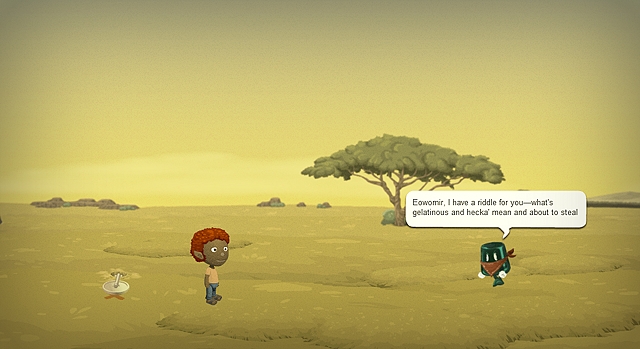 Eowomir, I have a riddle for you—what's
gelatinous and hecka' mean and about to steal